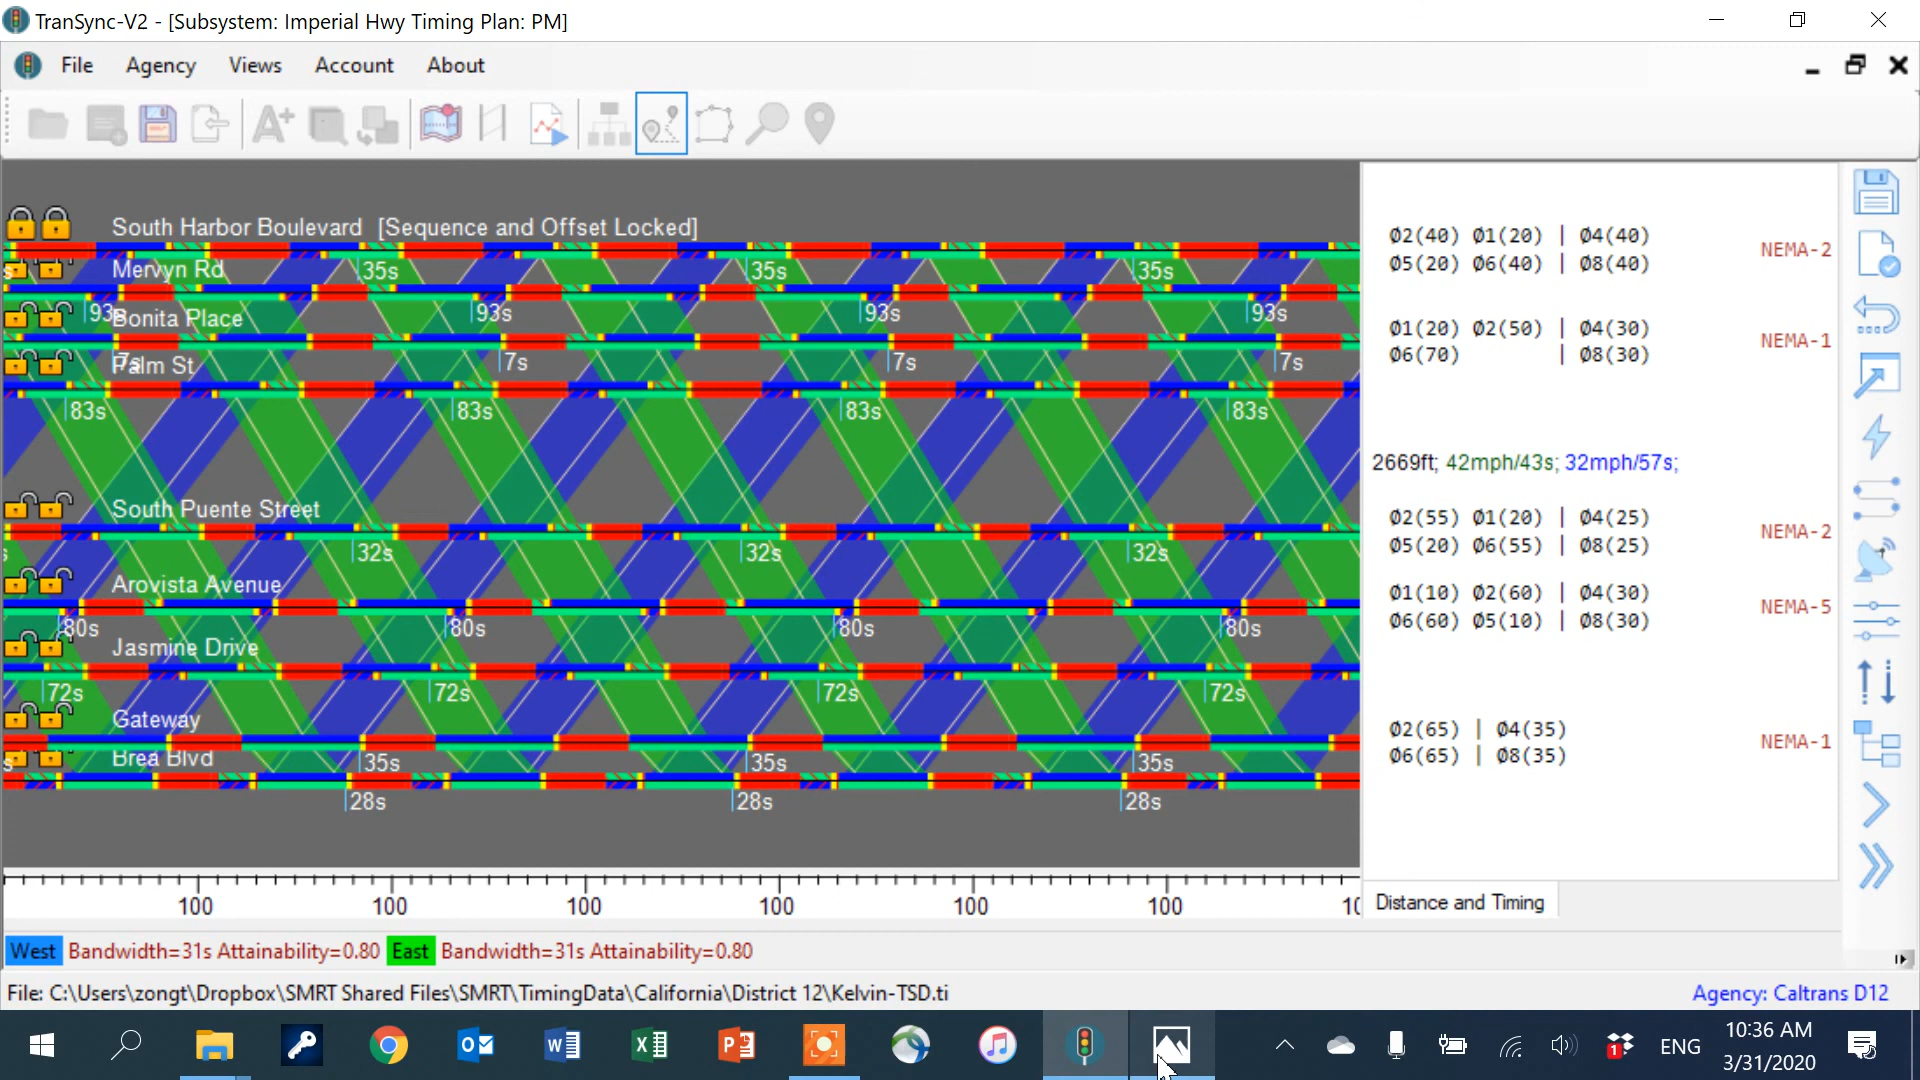 TranSync-V2 - [Subsystem: Imperial Hwy Timing Plan: PM]
File Agency Views Account About
South Harbor Boulevard [Sequence and Offset Locked]
Mervyn Rd
35s 35s 35s
93s 93s 93s 93s
Bonita Place
7s 7s 7s 7s
Palm St
83s 83s 83s 83s
South Puente Street
32s 32s 32s
Arovista Avenue
80s 80s 80s 80s
Jasmine Drive
72s 72s 72s 72s
Gateway
Brea Blvd
35s 35s 35s
28s 28s 28s
100 100 100 100 100 100
Ø2(40) Ø1(20) | Ø4(40)
NEMA-2
Ø5(20) Ø6(40) | Ø8(40)
Ø1(20) Ø2(50) | Ø4(30)
NEMA-1
Ø6(70) | Ø8(30)
2669ft; 42mph/43s; 32mph/57s;
Ø2(55) Ø1(20) | Ø4(25)
NEMA-2
Ø5(20) Ø6(55) | Ø8(25)
Ø1(10) Ø2(60) | Ø4(30)
NEMA-5
Ø6(60) Ø5(10) | Ø8(30)
Ø2(65) | Ø4(35)
NEMA-1
Ø6(65) | Ø8(35)
Distance and Timing
West Bandwidth=31s Attainability=0.80 East Bandwidth=31s Attainability=0.80
File: C:\Users\zongt\Dropbox\SMRT Shared Files\SMRT\TimingData\California\District 12\Kelvin-TSD.ti
Agency: Caltrans D12
ENG
10:36 AM
3/31/2020